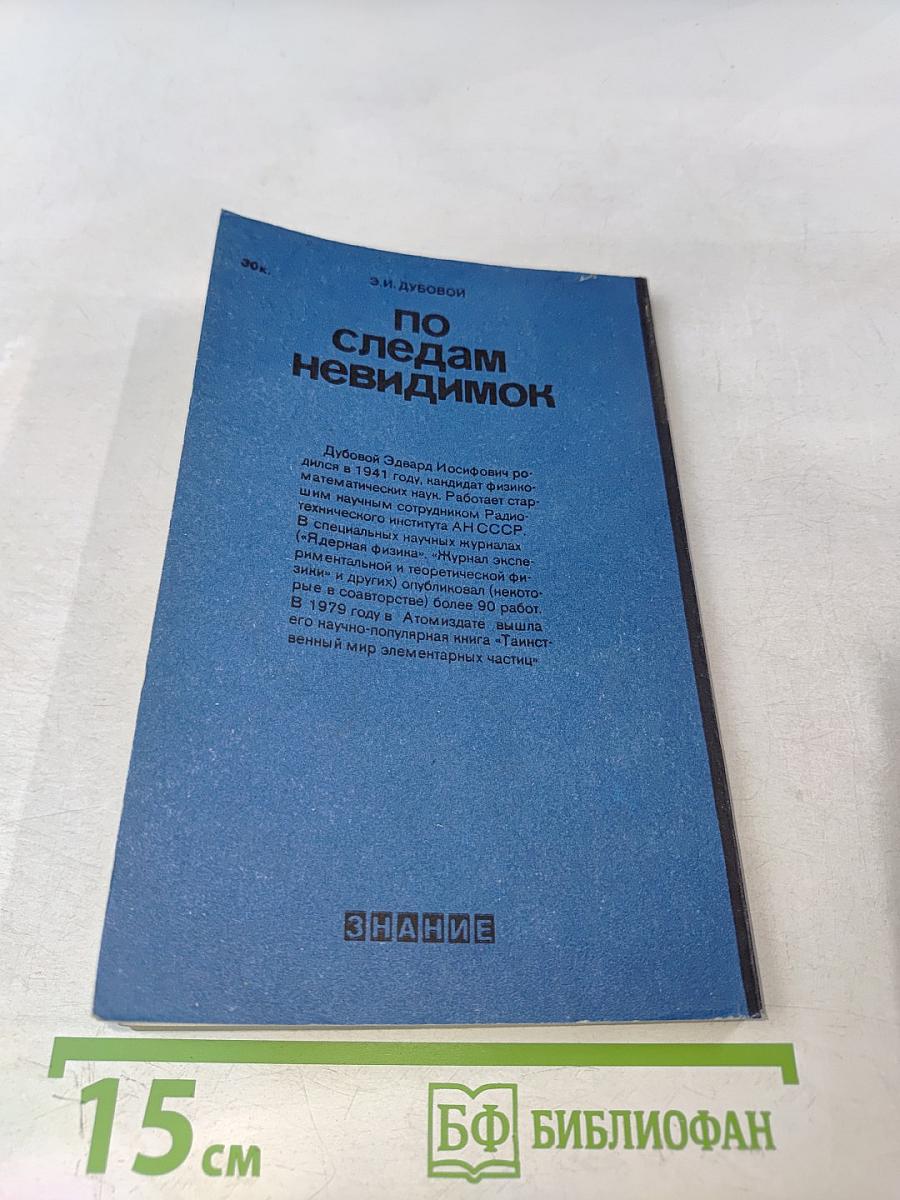 30к.
Э.И. ДУБОВОЙ
ПО
СЛЕДАМ
НЕВИДИМОК
Дубовой Эдвард Иосифович ро-
дился в 1941 году, кандидат физико-
математических наук. Работает стар-
шим научным сотрудником Радио-
технического института АН СССР.
В специальных научных журналах
(«Ядерная физика», «Журнал экспе-
риментальной и теоретической фи-
зики» и других) опубликовал (некото-
рые в соавторстве) более 90 работ.
В 1979 году в Атомиздате вышла
его научно-популярная книга «Таинст-
венный мир элементарных частиц»
ЗНАНИЕ
15 см
БФ БИБЛИОФАН